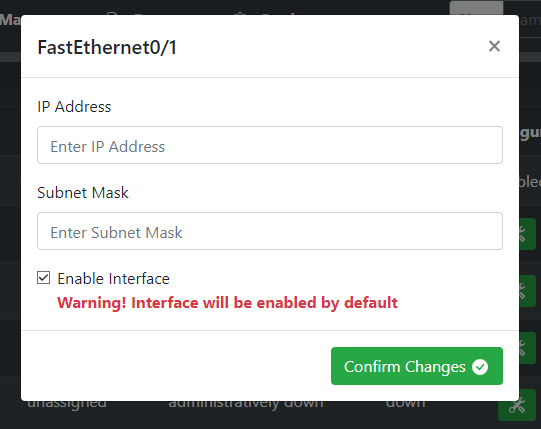 FastEthernet0/1
×
IP Address
Enter IP Address
Subnet Mask
Enter Subnet Mask
Enable Interface
Warning! Interface will be enabled by default
Confirm Changes
unassigned administratively down down